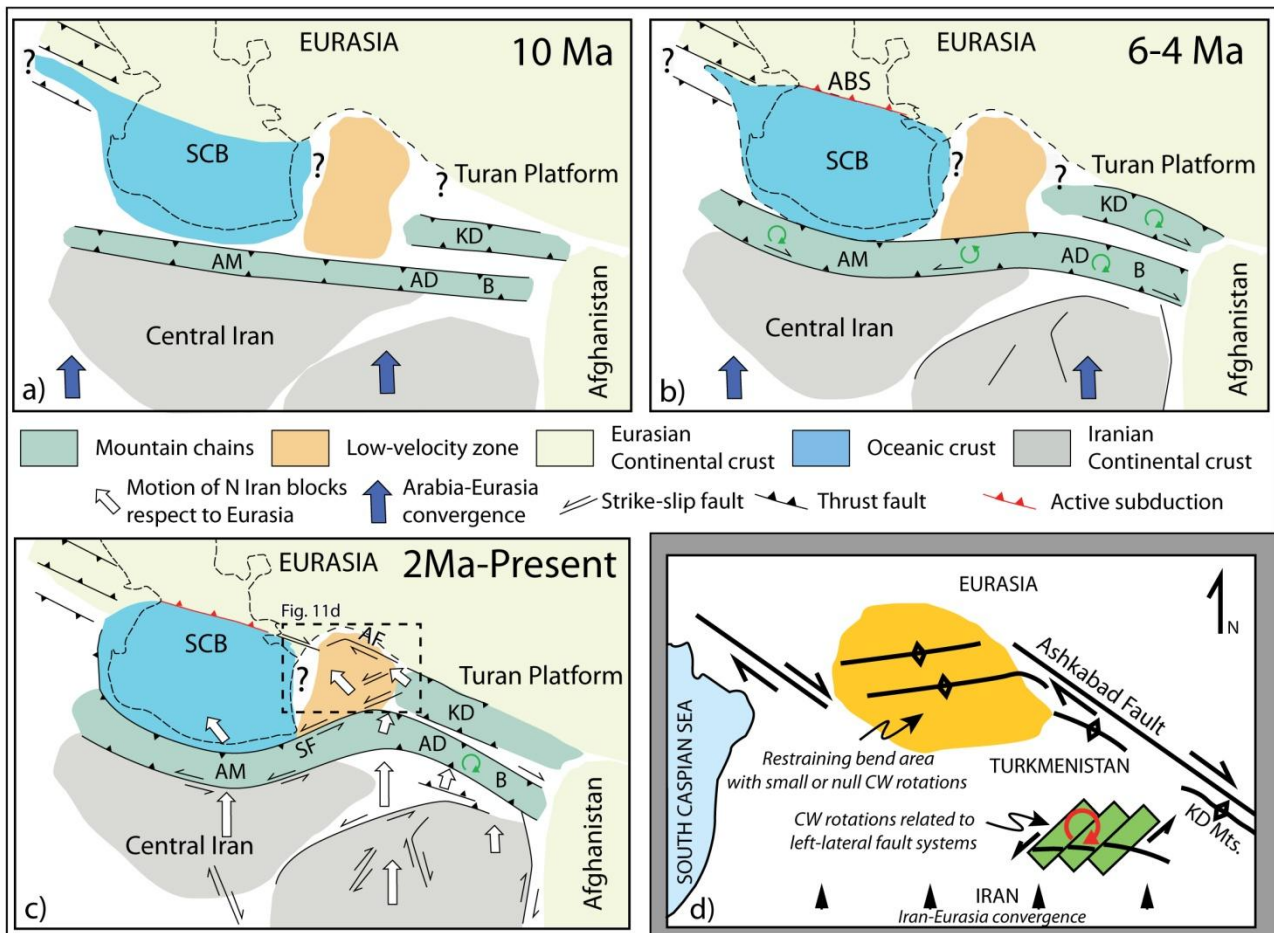 EURASIA
10 Ma
?
SCB
?
?
Turan Platform
KD
AM
AD
B
Central Iran
Afghanistan
a)
EURASIA
6-4 Ma
?
ABS
SCB
?
?
Turan Platform
KD
AM
AD
B
Central Iran
Afghanistan
b)
Mountain chains
Low-velocity zone
Eurasian
Continental crust
Oceanic crust
Iranian
Continental crust
Motion of N Iran blocks
respect to Eurasia
Arabia-Eurasia
convergence
Strike-slip fault
Thrust fault
Active subduction
EURASIA
2Ma-Present
Fig. 11d
SCB
?
AF
Turan Platform
KD
SF
AD
AM
B
Central Iran
Afghanistan
c)
EURASIA
N
Ashkabad Fault
SOUTH CASPIAN SEA
Restraining bend area
with small or null CW rotations
TURKMENISTAN
CW rotations related to
left-lateral fault systems
KD Mts.
IRAN
Iran-Eurasia convergence
d)